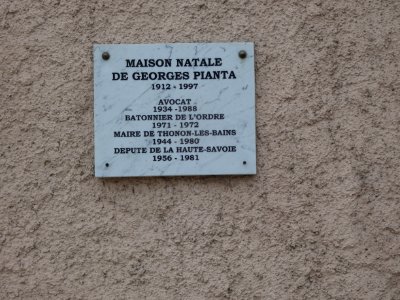 MAISON NATALE
DE GEORGES PIANTA
1912 - 1997
AVOCAT
1934 -1988
BATONNIER DE L'ORDRE
1971 - 1972
MAIRE DE THONON-LES-BAINS
1944 - 1980
DEPUTE DE LA HAUTE-SAVOIE
1956 - 1981